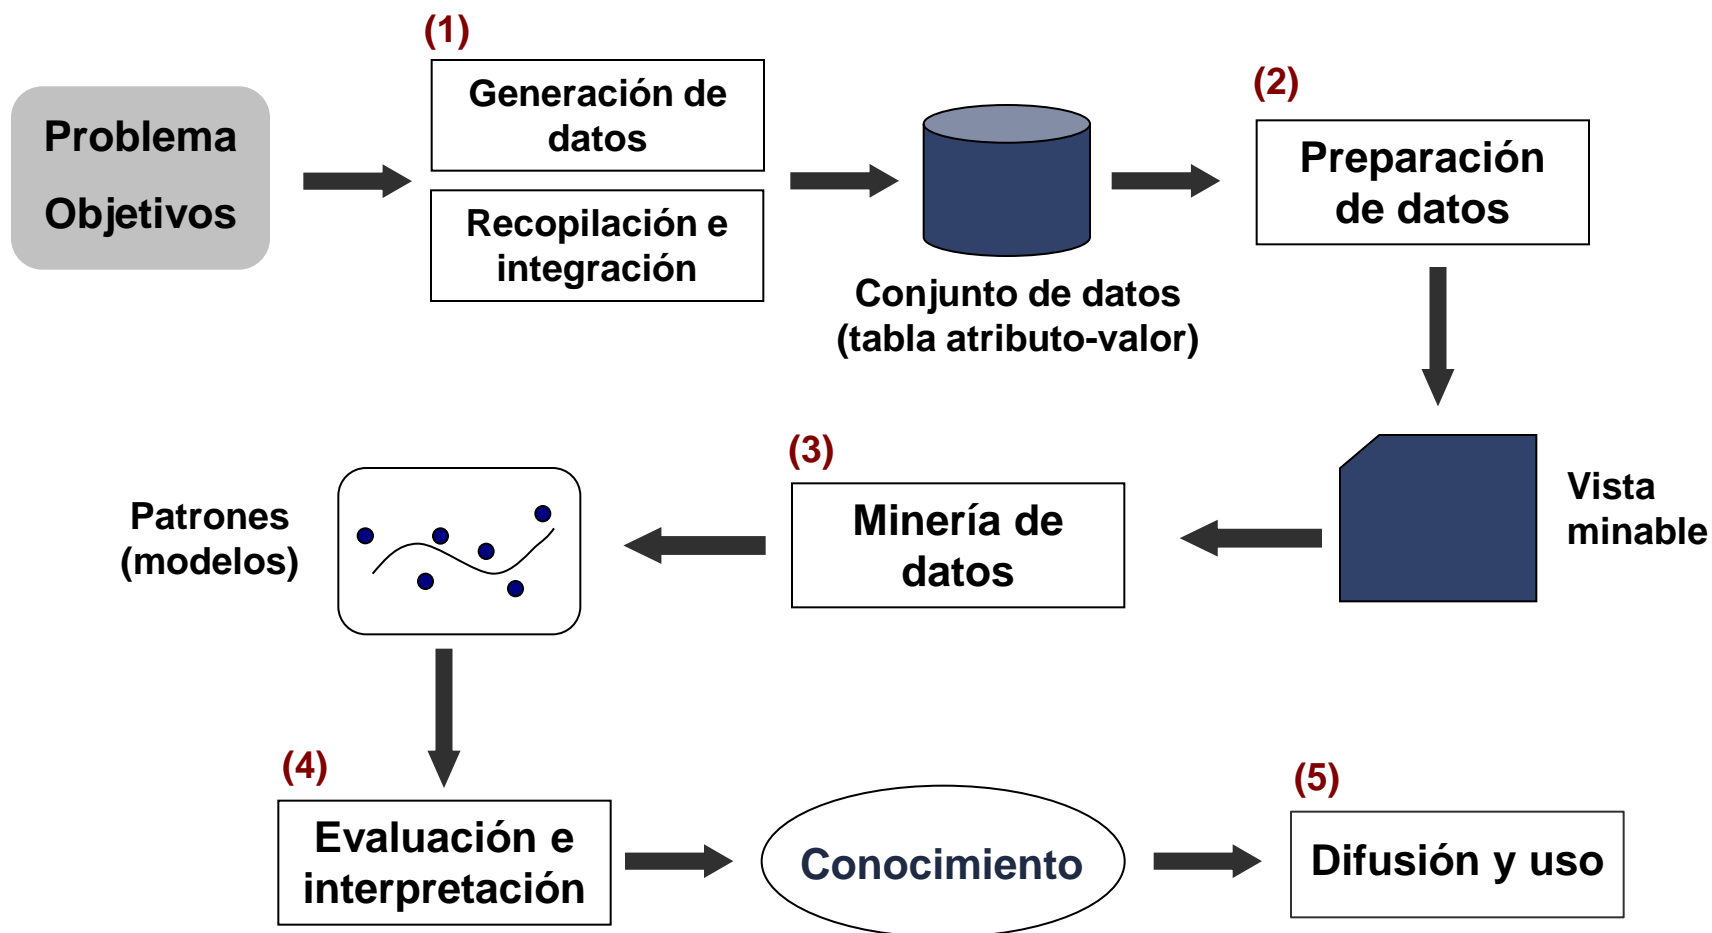 Problema
Objetivos
(1)
Generación de
datos
Recopilación e
integración
Conjunto de datos
(tabla atributo-valor)
(2)
Preparación
de datos
Vista
minable
(3)
Minería de
datos
Patrones
(modelos)
(4)
Evaluación e
interpretación
Conocimiento
(5)
Difusión y uso